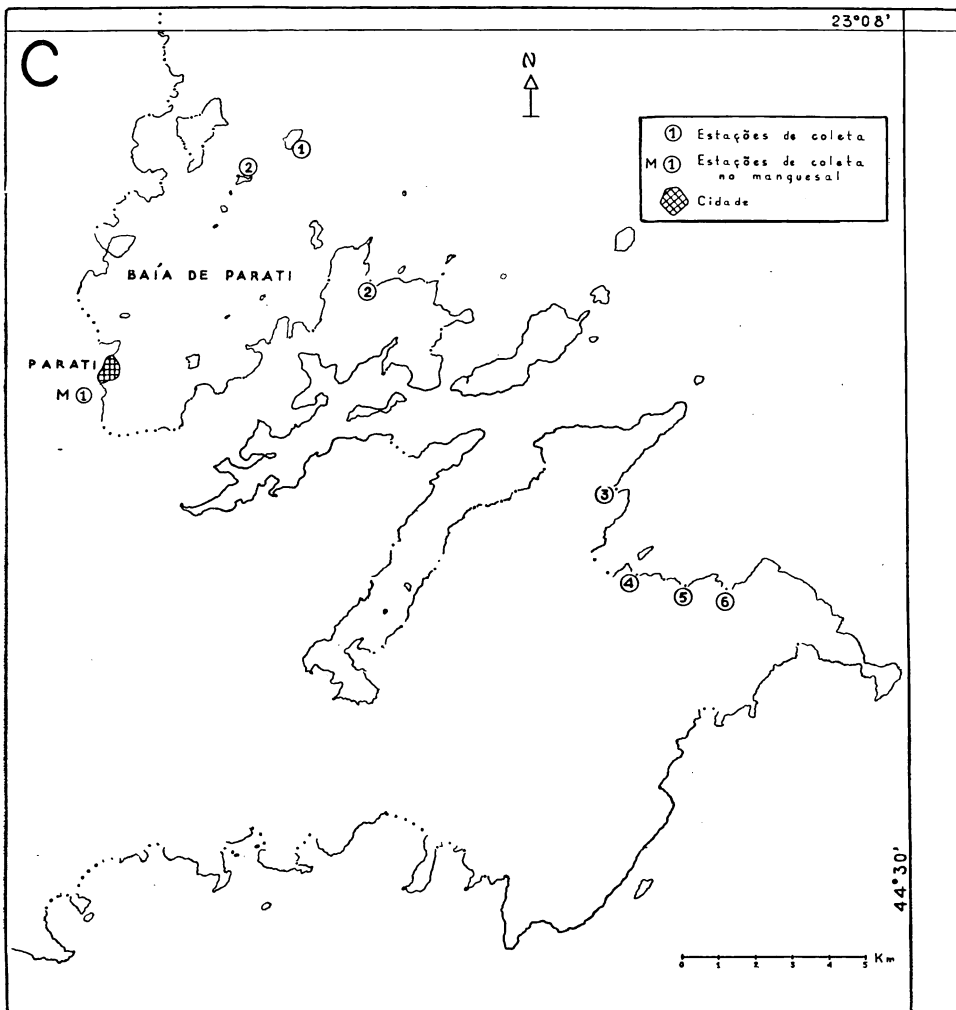 23°08'
C
N
① Estações de coleta
M ① Estações de coleta
no manguesal
Cidade
①
②
BAÍA DE PARATI
②
PARATI
M ①
③
④
⑤
⑥
44°30'
0 1 2 3 4 5 Km